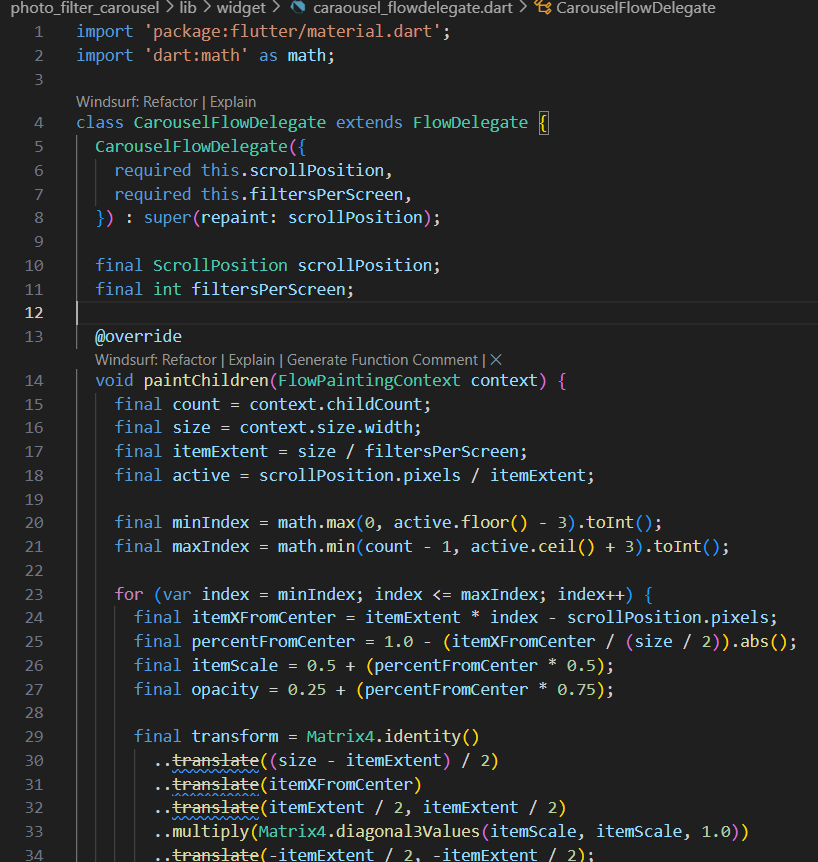 photo_filter_carousel > lib > widget > caraousel_flowdelegate.dart > CarouselFlowDelegate
1 import 'package:flutter/material.dart';
2 import 'dart:math' as math;
3
Windsurf: Refactor | Explain
4 class CarouselFlowDelegate extends FlowDelegate {
5 CarouselFlowDelegate({
6 required this.scrollPosition,
7 required this.filtersPerScreen,
8 }) : super(repaint: scrollPosition);
9
10 final ScrollPosition scrollPosition;
11 final int filtersPerScreen;
12
13 @override
Windsurf: Refactor | Explain | Generate Function Comment | ×
14 void paintChildren(FlowPaintingContext context) {
15 final count = context.childCount;
16 final size = context.size.width;
17 final itemExtent = size / filtersPerScreen;
18 final active = scrollPosition.pixels / itemExtent;
19
20 final minIndex = math.max(0, active.floor() - 3).toInt();
21 final maxIndex = math.min(count - 1, active.ceil() + 3).toInt();
22
23 for (var index = minIndex; index <= maxIndex; index++) {
24 final itemXFromCenter = itemExtent * index - scrollPosition.pixels;
25 final percentFromCenter = 1.0 - (itemXFromCenter / (size / 2)).abs();
26 final itemScale = 0.5 + (percentFromCenter * 0.5);
27 final opacity = 0.25 + (percentFromCenter * 0.75);
28
29 final transform = Matrix4.identity()
30 ..translate((size - itemExtent) / 2)
31 ..translate(itemXFromCenter)
32 ..translate(itemExtent / 2, itemExtent / 2)
33 ..multiply(Matrix4.diagonal3Values(itemScale, itemScale, 1.0))
34 ..translate(-itemExtent / 2, -itemExtent / 2);